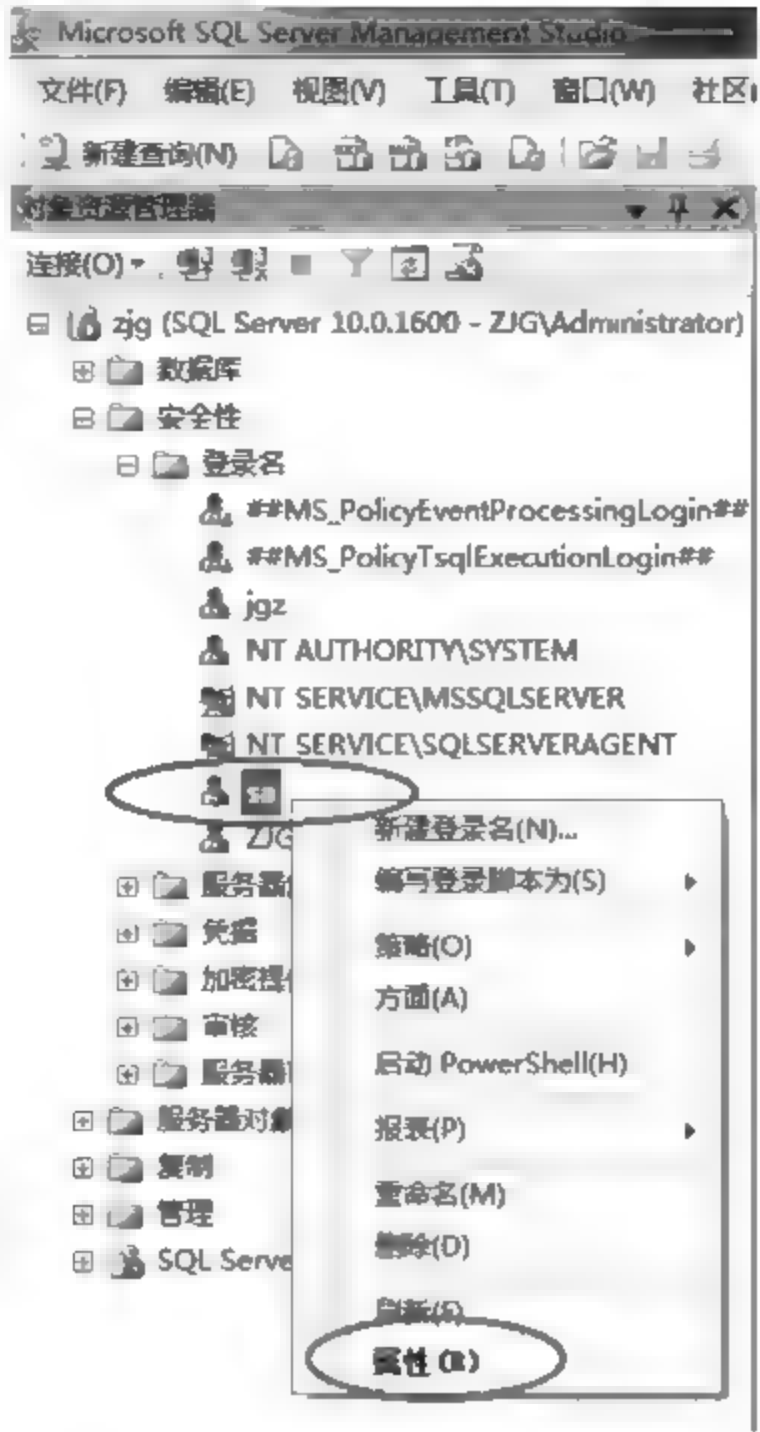 Microsoft SQL Server Management Studio
文件(F) 编辑(E) 视图(V) 工具(T) 窗口(W) 社区
新建查询(N)
对象资源管理器
连接(O)
zjg (SQL Server 10.0.1600 - ZJG\Administrator)
数据库
安全性
登录名
##MS_PolicyEventProcessingLogin##
##MS_PolicyTsqlExecutionLogin##
jgz
NT AUTHORITY\SYSTEM
NT SERVICE\MSSQLSERVER
NT SERVICE\SQLSERVERAGENT
sa
ZJG
服务器
凭据
加密提
审核
服务器
服务器对象
复制
管理
SQL Serve
新建登录名(N)...
编写登录脚本为(S)
策略(O)
方面(A)
启动 PowerShell(H)
报表(P)
重命名(M)
删除(D)
刷新(F)
属性(R)